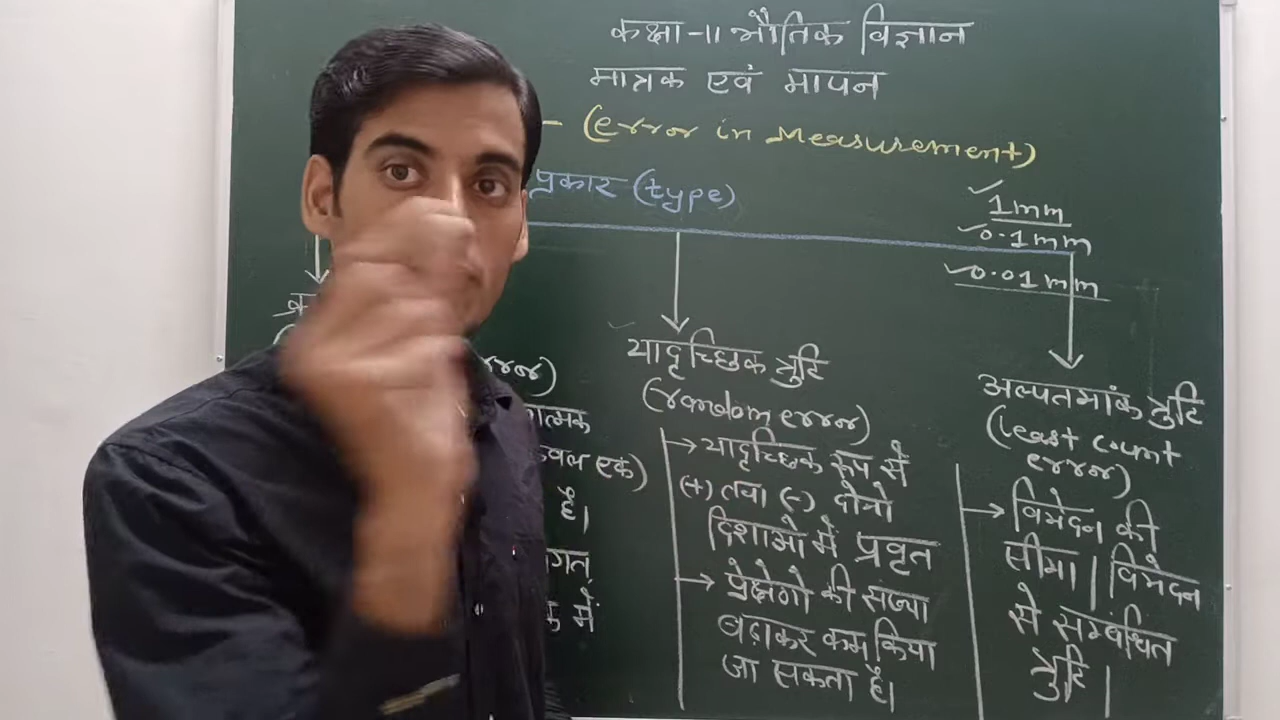 कक्षा-11 भौतिक विज्ञान
मात्रक एवं मापन
- (error in Measurement)
प्रकार (type)
✓1mm
✓0.1mm
✓0.01mm
यादृच्छिक त्रुटि
(random error)
→ यादृच्छिक रूप से
(+) तथा (-) दोनो
दिशाओ में प्रवृत
→ प्रेक्षेणो की संख्या
बढ़ाकर कम किया
जा सकता है।
अल्पतमांक त्रुटि
(least count
error)
→ विभेदन की
सीमा / विभेदन
से सम्बंधित
त्रुटि।
है।
में